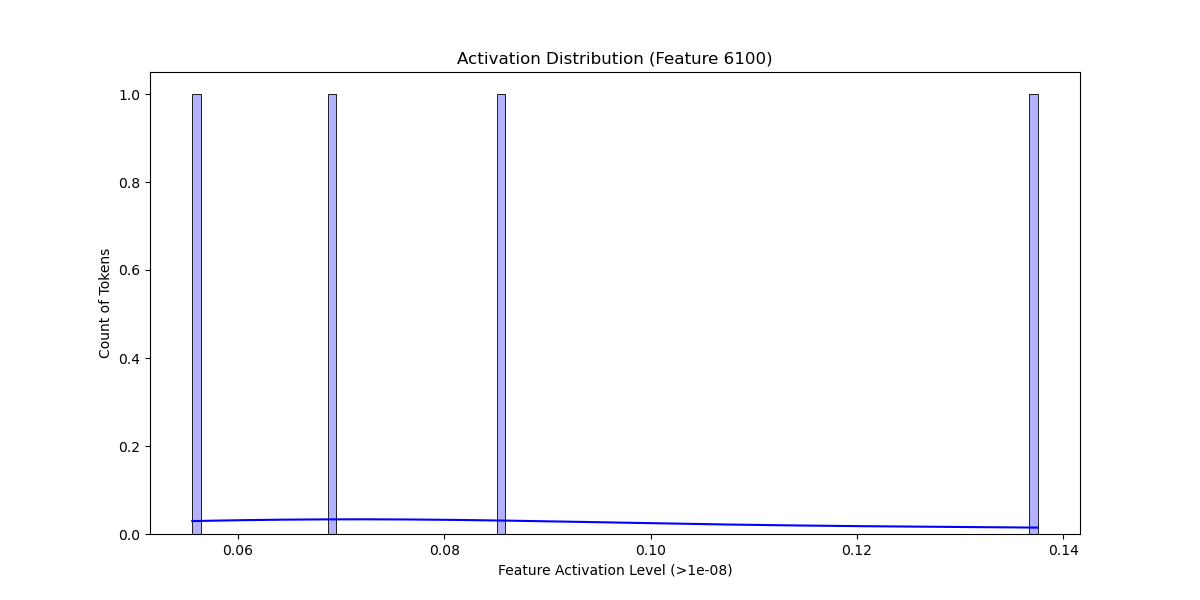 Activation Distribution (Feature 6100)
1.0
0.8
0.6
0.4
0.2
0.0
Count of Tokens
0.06 0.08 0.10 0.12 0.14
Feature Activation Level (>1e-08)